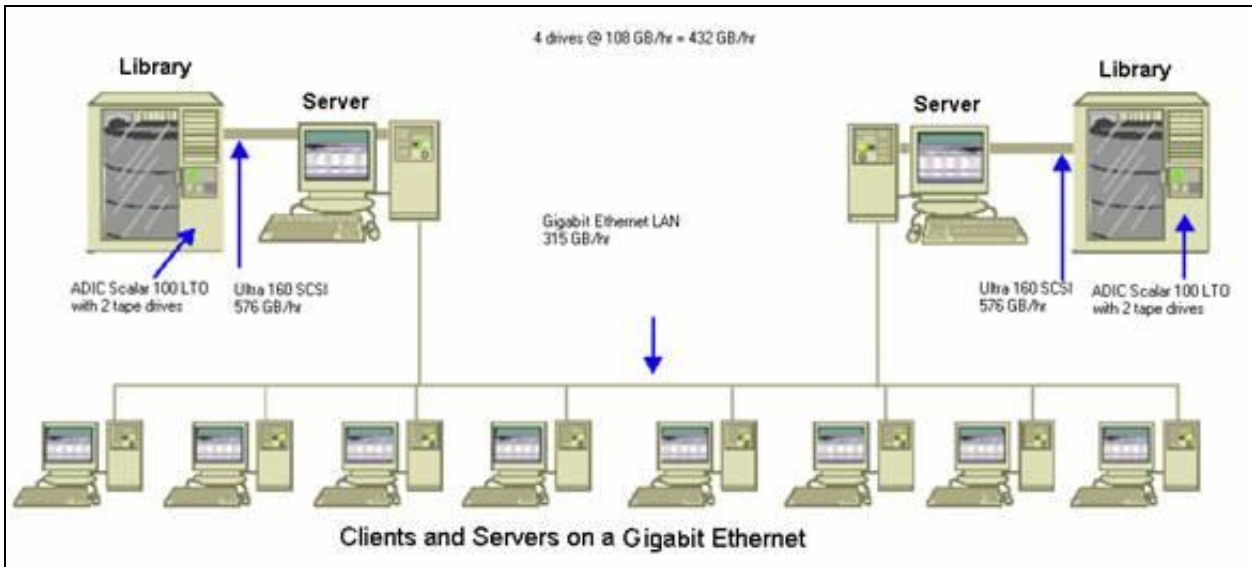 4 drives @ 108 GB/hr = 432 GB/hr
Library
Server
Server
Library
Gigabit Ethernet LAN
315 GB/hr
ADIC Scalar 100 LTO
with 2 tape drives
Ultra 160 SCSI
576 GB/hr
Ultra 160 SCSI
576 GB/hr
ADIC Scalar 100 LTO
with 2 tape drives
Clients and Servers on a Gigabit Ethernet